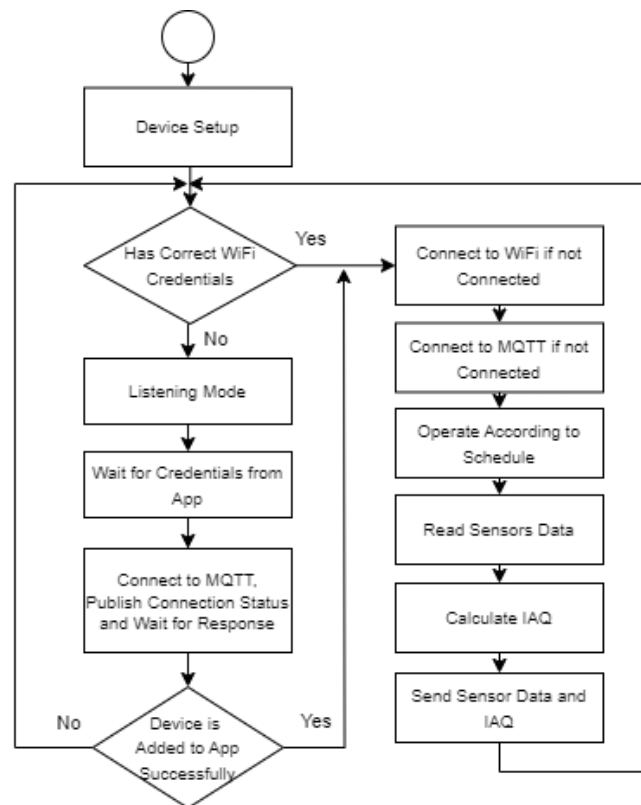 Device Setup
Has Correct WiFi
Credentials
Yes
No
Listening Mode
Wait for Credentials from
App
Connect to MQTT,
Publish Connection Status
and Wait for Response
No
Device is
Added to App
Successfully
Yes
Connect to WiFi if not
Connected
Connect to MQTT if not
Connected
Operate According to
Schedule
Read Sensors Data
Calculate IAQ
Send Sensor Data and
IAQ